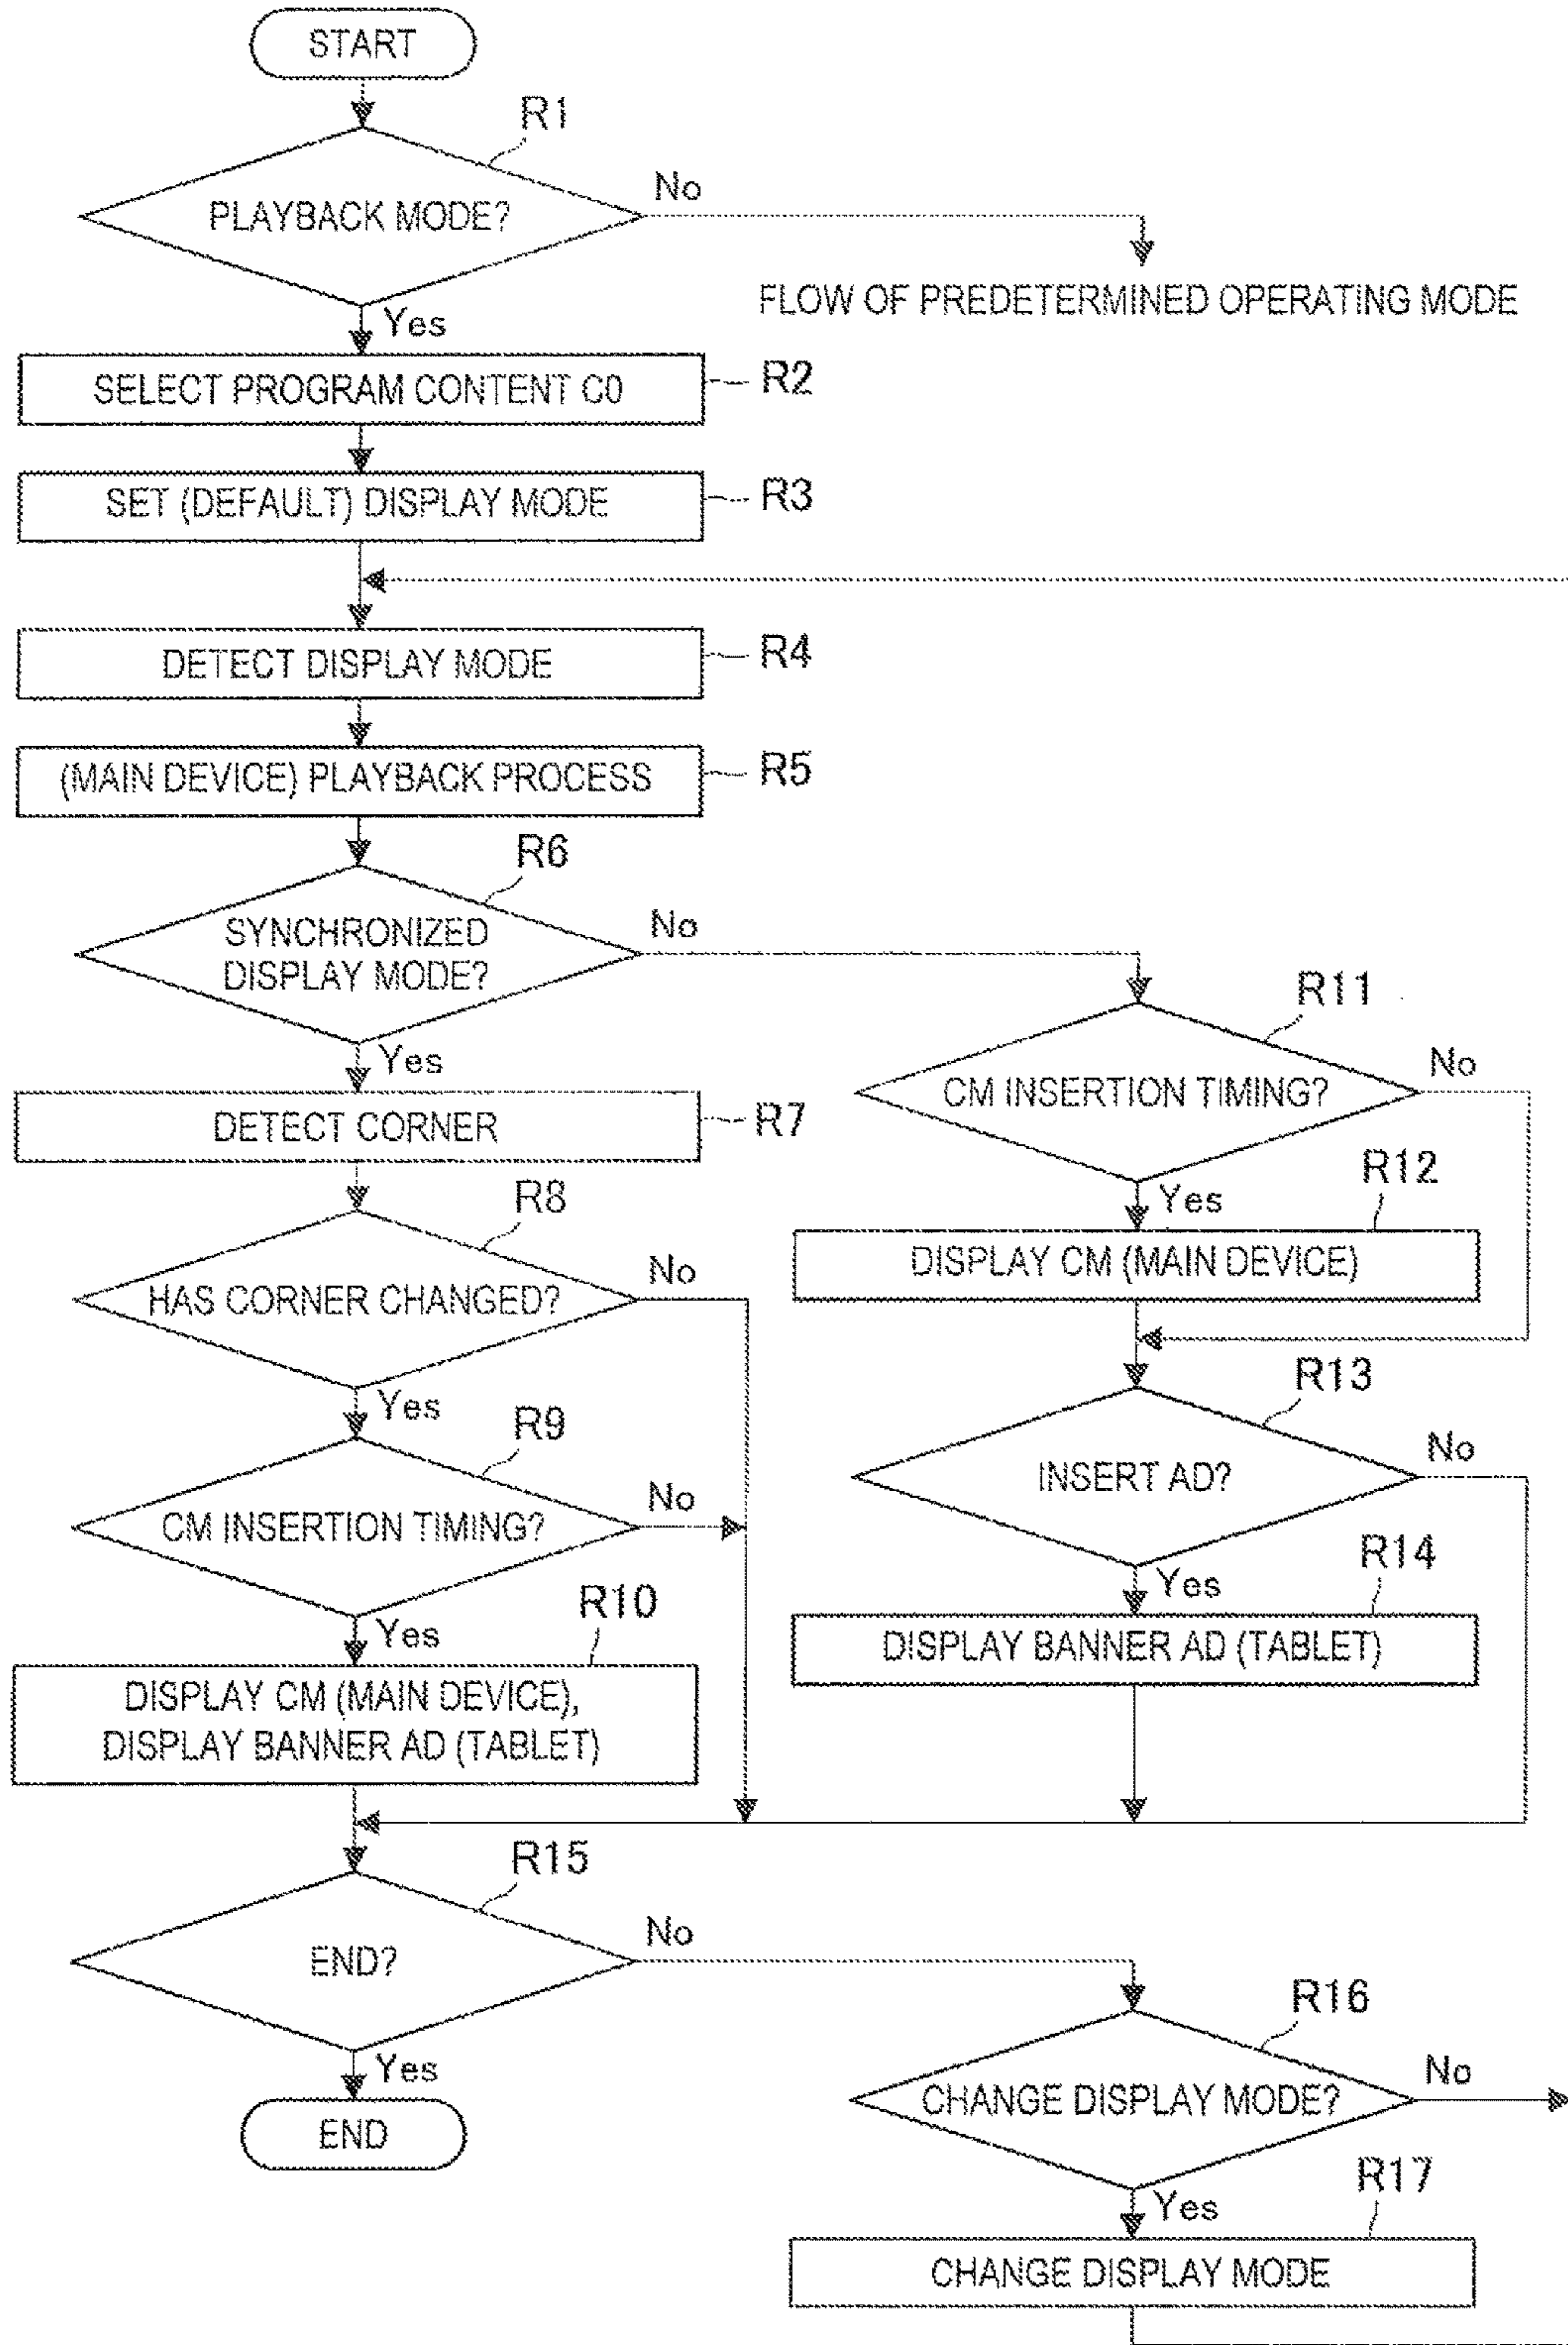 START
R1
PLAYBACK MODE?
No
FLOW OF PREDETERMINED OPERATING MODE
Yes
SELECT PROGRAM CONTENT C0
R2
SET (DEFAULT) DISPLAY MODE
R3
DETECT DISPLAY MODE
R4
(MAIN DEVICE) PLAYBACK PROCESS
R5
R6
SYNCHRONIZED
DISPLAY MODE?
No
Yes
DETECT CORNER
R7
R8
HAS CORNER CHANGED?
No
Yes
R9
CM INSERTION TIMING?
No
Yes
R10
DISPLAY CM (MAIN DEVICE),
DISPLAY BANNER AD (TABLET)
R11
CM INSERTION TIMING?
No
Yes
R12
DISPLAY CM (MAIN DEVICE)
R13
INSERT AD?
No
Yes
R14
DISPLAY BANNER AD (TABLET)
R15
END?
No
Yes
END
R16
CHANGE DISPLAY MODE?
No
Yes
R17
CHANGE DISPLAY MODE